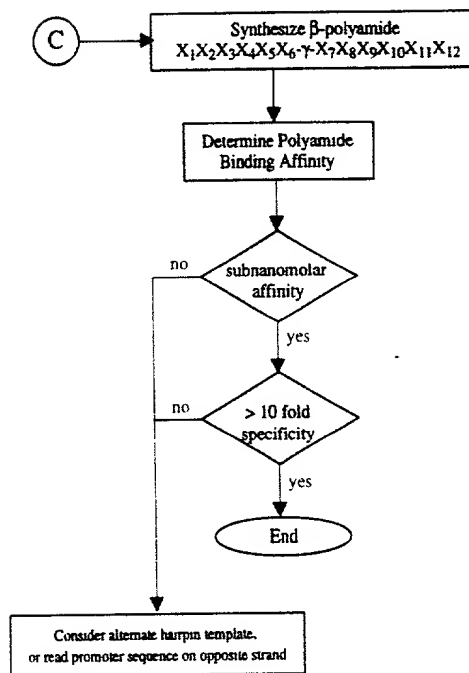 C
Synthesize β-polyamide
X₁X₂X₃X₄X₅X₆-γ-X₇X₈X₉X₁₀X₁₁X₁₂
Determine Polyamide
Binding Affinity
no
subnanomolar
affinity
yes
no
> 10 fold
specificity
yes
End
Consider alternate hairpin template,
or read promoter sequence on opposite strand